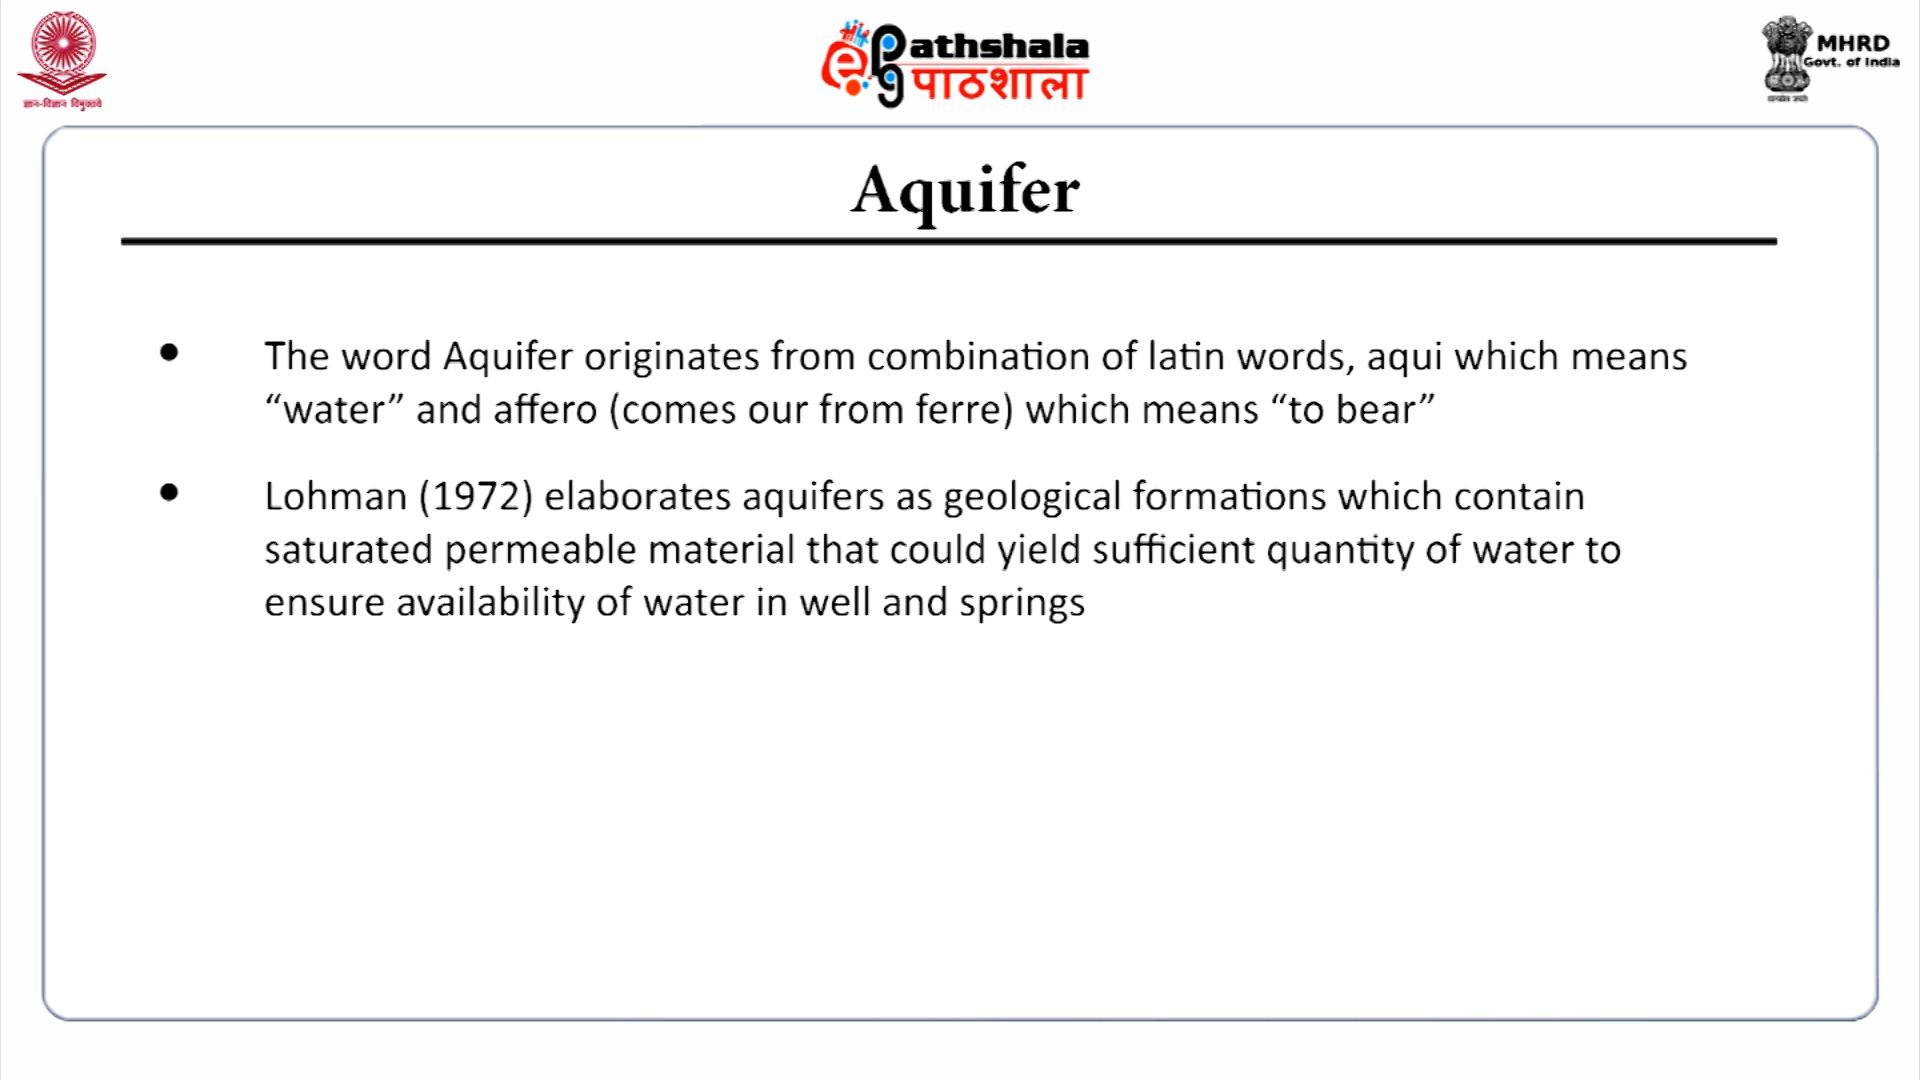 ज्ञान-विज्ञान विमुक्तये
ePathshala
पाठशाला
MHRD
Govt. of India
Aquifer
• The word Aquifer originates from combination of latin words, aqui which means
“water” and affero (comes our from ferre) which means “to bear”
• Lohman (1972) elaborates aquifers as geological formations which contain
saturated permeable material that could yield sufficient quantity of water to
ensure availability of water in well and springs